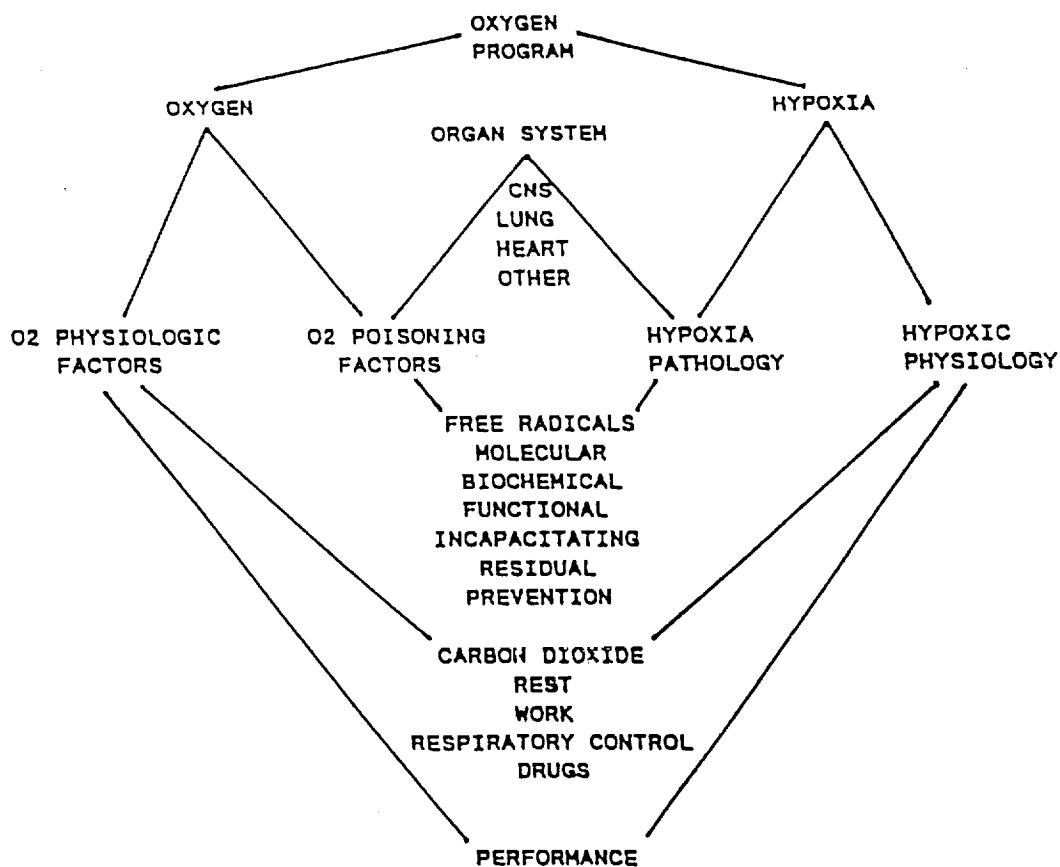 OXYGEN
PROGRAM
OXYGEN
HYPOXIA
ORGAN SYSTEM
CNS
LUNG
HEART
OTHER
O2 PHYSIOLOGIC
FACTORS
O2 POISONING
FACTORS
HYPOXIA
PATHOLOGY
HYPOXIC
PHYSIOLOGY
FREE RADICALS
MOLECULAR
BIOCHEMICAL
FUNCTIONAL
INCAPACITATING
RESIDUAL
PREVENTION
CARBON DIOXIDE
REST
WORK
RESPIRATORY CONTROL
DRUGS
PERFORMANCE